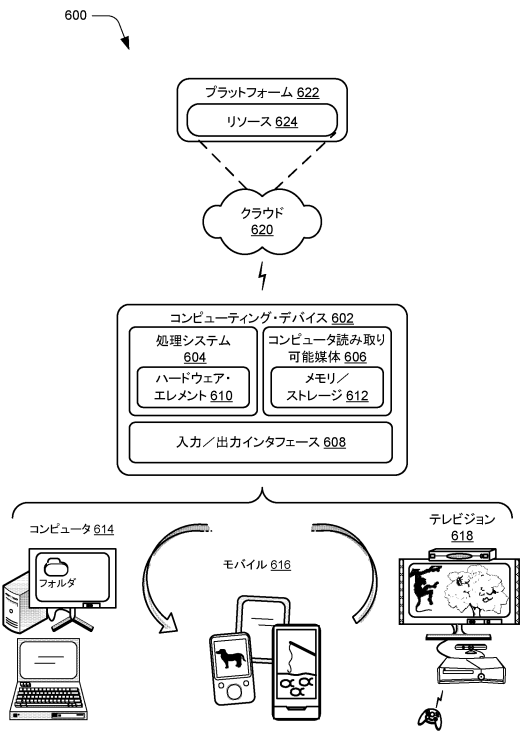 600
プラットフォーム 622
リソース 624
クラウド
620
コンピューティング・デバイス 602
処理システム
604
ハードウェア・
エレメント 610
コンピュータ読み取り
可能媒体 606
メモリ／
ストレージ 612
入力／出力インタフェース 608
コンピュータ 614
フォルダ
モバイル 616
テレビジョン
618